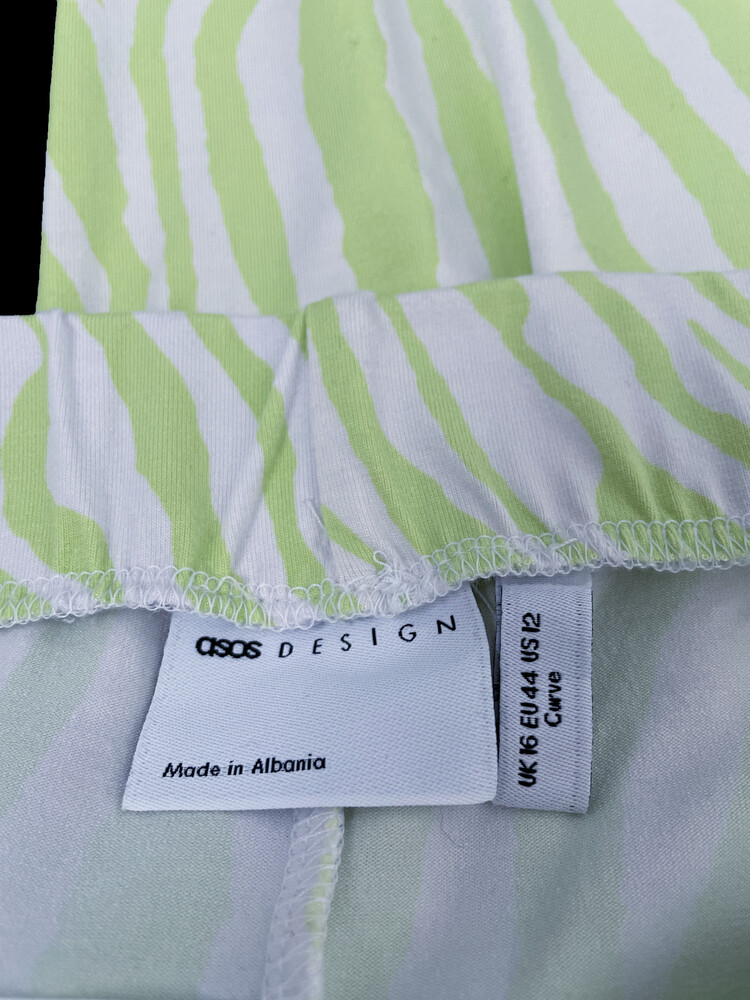 asos DESIGN
Made in Albania
UK 16 EU 44 US 12
Curve